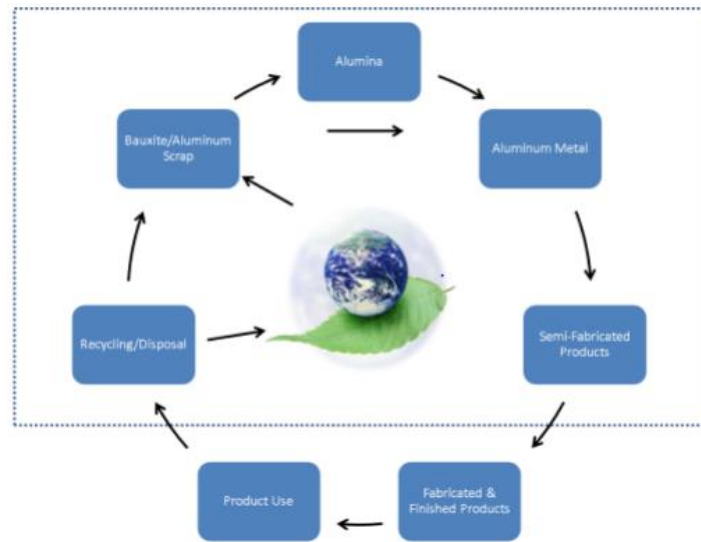 Alumina
Bauxite/Aluminum
Scrap
Aluminum Metal
Recycling/Disposal
Semi-Fabricated
Products
Product Use
Fabricated &
Finished Products